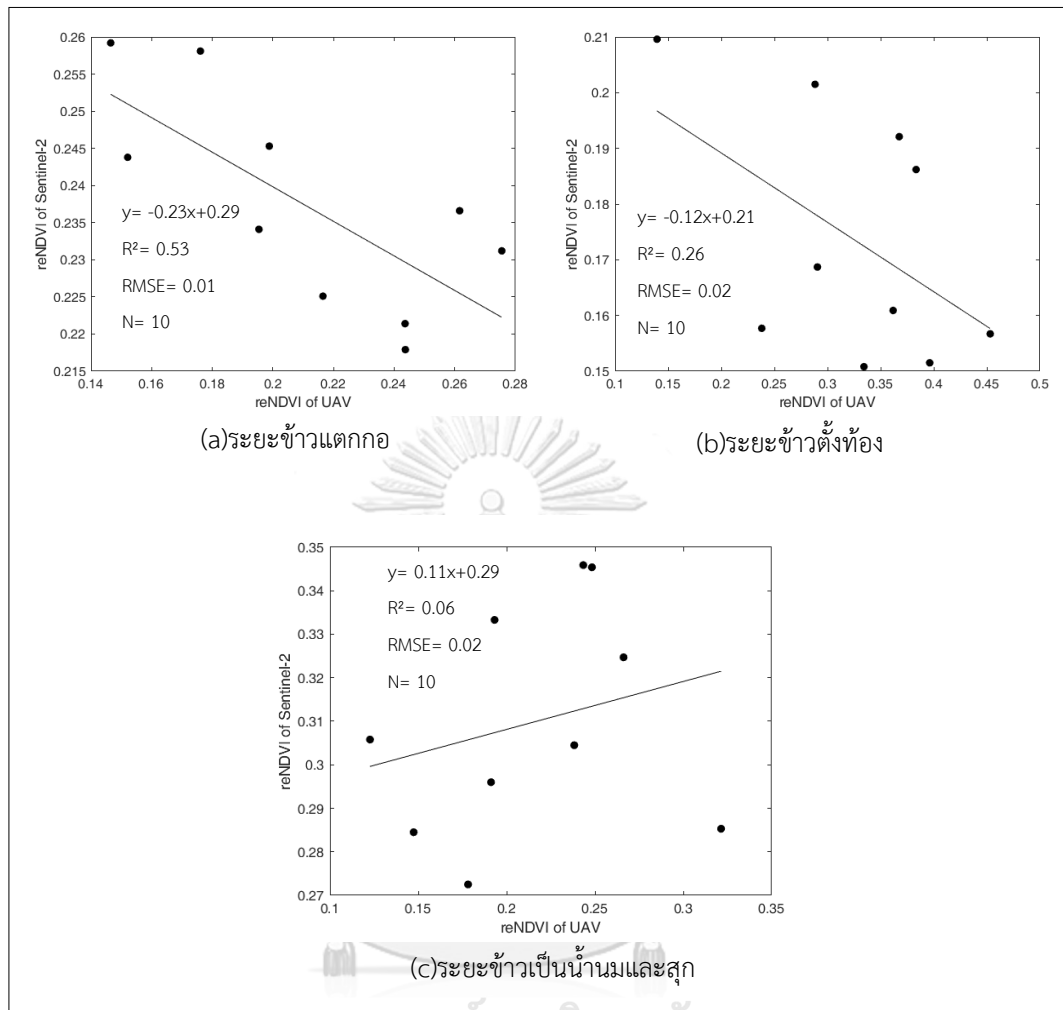 0.26
0.255
0.25
0.245
0.24
0.235
0.23
0.225
0.22
0.215
reNDVI of Sentinel-2
y= -0.23x+0.29
R²= 0.53
RMSE= 0.01
N= 10
0.14 0.16 0.18 0.2 0.22 0.24 0.26 0.28
reNDVI of UAV
(a)ระยะข้าวแตกกอ
0.21
0.2
0.19
0.18
0.17
0.16
0.15
reNDVI of Sentinel-2
y= -0.12x+0.21
R²= 0.26
RMSE= 0.02
N= 10
0.1 0.15 0.2 0.25 0.3 0.35 0.4 0.45 0.5
reNDVI of UAV
(b)ระยะข้าวตั้งท้อง
0.35
0.34
0.33
0.32
0.31
0.3
0.29
0.28
0.27
reNDVI of Sentinel-2
y= 0.11x+0.29
R²= 0.06
RMSE= 0.02
N= 10
0.1 0.15 0.2 0.25 0.3 0.35
reNDVI of UAV
(c)ระยะข้าวเป็นน้ำนมและสุก